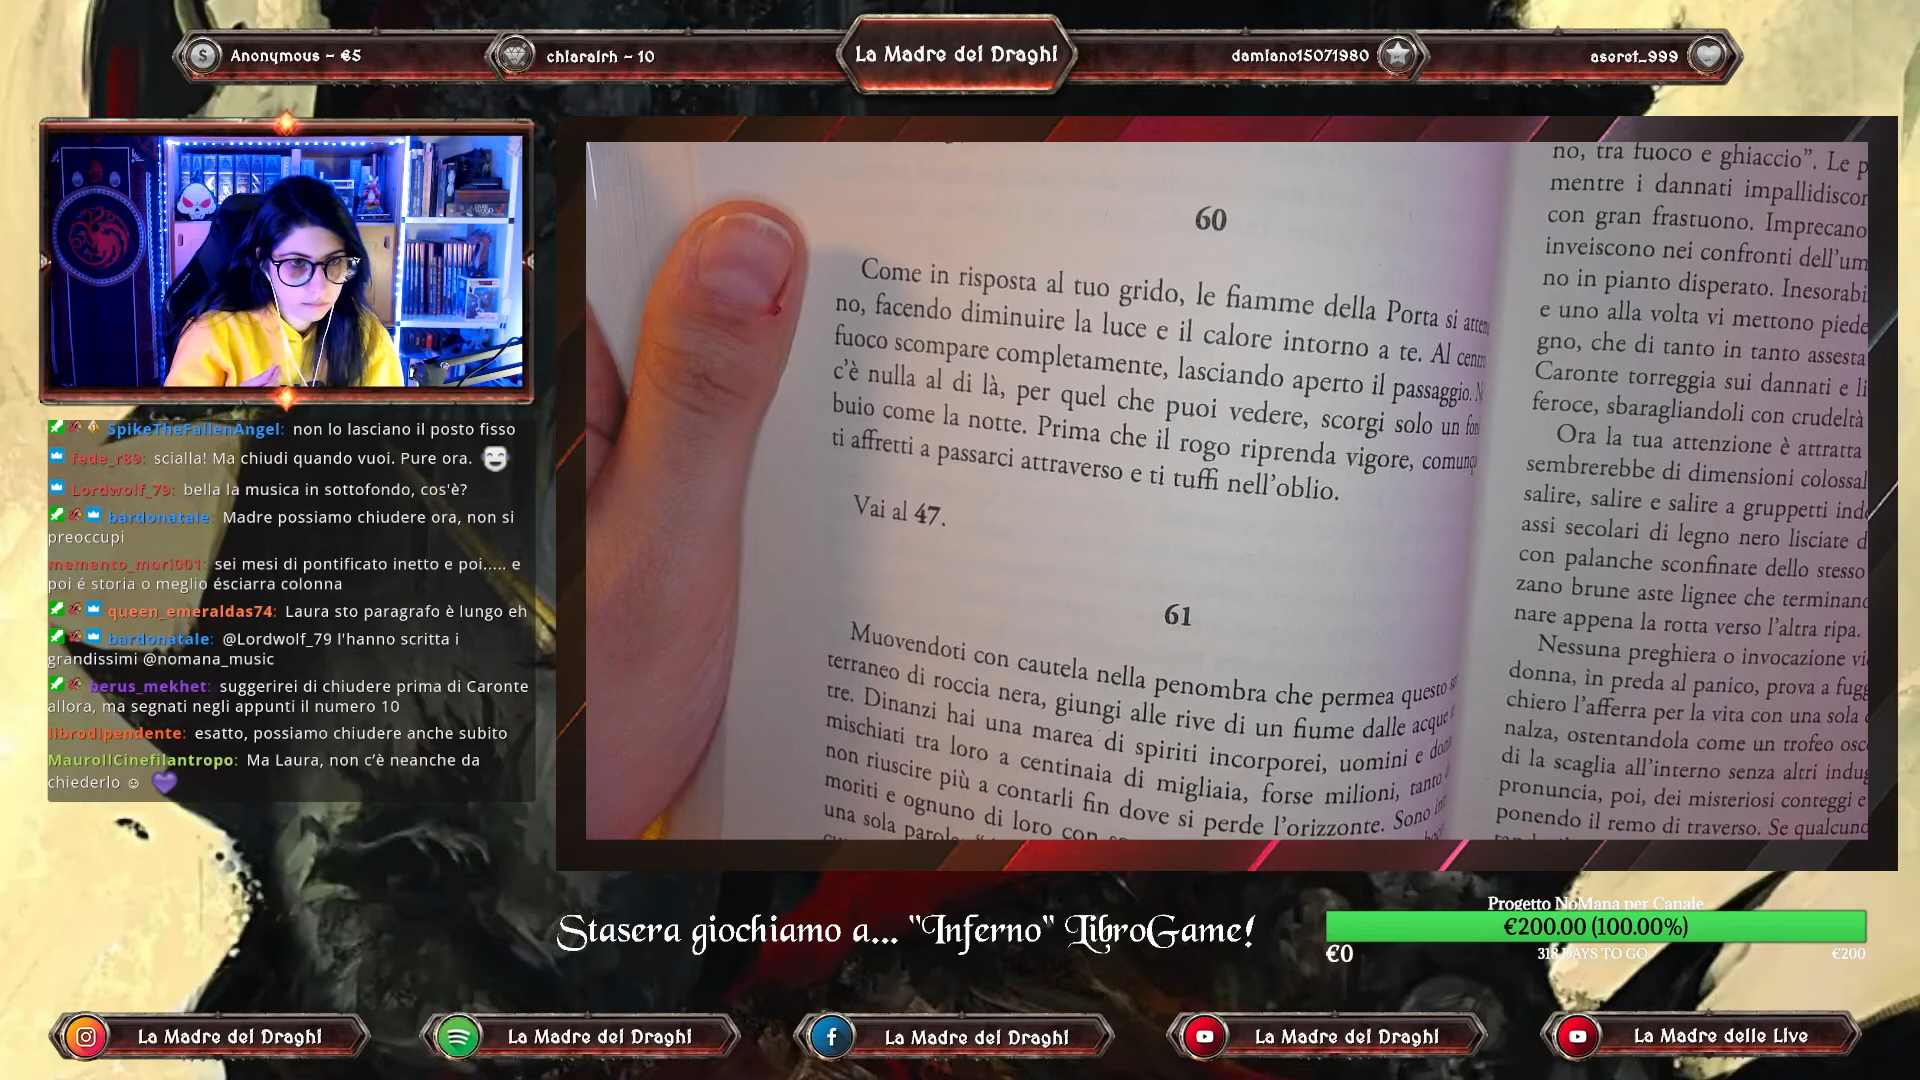 Anonymous - €5
chiaralrh - 10
La Madre dei Draghi
damiano15071980
aseret_999
SpikeTheFallenAngel: non lo lasciano il posto fisso
fede_r89: scialla! Ma chiudi quando vuoi. Pure ora.
Lordwolf_79: bella la musica in sottofondo, cos'è?
bardonatale: Madre possiamo chiudere ora, non si
preoccupi
memento_mori001: sei mesi di pontificato inetto e poi..... e
poi é storia o meglio ésciarra colonna
queen_emeraldas74: Laura sto paragrafo è lungo eh
bardonatale: @Lordwolf_79 l'hanno scritta i
grandissimi @nomana_music
berus_mekhet: suggerirei di chiudere prima di Caronte
allora, ma segnati negli appunti il numero 10
librodipendente: esatto, possiamo chiudere anche subito
MauroIlCinefilantropo: Ma Laura, non c'è neanche da
chiederlo ☺
60
Come in risposta al tuo grido, le fiamme della Porta si
no, facendo diminuire la luce e il calore intorno a te. Al
fuoco scompare completamente, lasciando aperto il passaggio.
c'è nulla al di là, per quel che puoi vedere, scorgi solo un
buio come la notte. Prima che il rogo riprenda vigore,
ti affretti a passarci attraverso e ti tuffi nell'oblio.
Vai al 47.
61
Muovendoti con cautela nella penombra che permea questo
terraneo di roccia nera, giungi alle rive di un fiume dalle acque
tre. Dinanzi hai una marea di spiriti incorporei, uomini e
mischiati tra loro a centinaia di migliaia, forse milioni, tanto
non riuscire più a contarli fin dove si perde l'orizzonte. Sono
moriti e ognuno di loro con
una sola parola:
no, tra fuoco e ghiaccio". Le p
mentre i dannati impallidiscon
con gran frastuono. Imprecano
inveiscono nei confronti dell'um
no in pianto disperato. Inesorabi
e uno alla volta vi mettono piede
gno, che di tanto in tanto assesta
Caronte torreggia sui dannati e li
feroce, sbaragliandoli con crudeltà
Ora la tua attenzione è attratta
sembrerebbe di dimensioni colossal
salire, salire e salire a gruppetti ind
assi secolari di legno nero lisciate d
con palanche sconfinate dello stesso
zano brune aste lignee che terminano
nare appena la rotta verso l'altra ripa.
Nessuna preghiera o invocazione vi
donna, in preda al panico, prova a fugg
chiero l'afferra per la vita con una sola
nalza, ostentandola come un trofeo osc
di la scaglia all'interno senza altri indug
pronuncia, poi, dei misteriosi conteggi e
ponendo il remo di traverso. Se qualcuno
Stasera giochiamo a... "Inferno" LibroGame!
Progetto NoMana per Canale
€200.00 (100.00%)
€0
318 DAYS TO GO
€200
La Madre dei Draghi
La Madre dei Draghi
La Madre dei Draghi
La Madre dei Draghi
La Madre delle Live